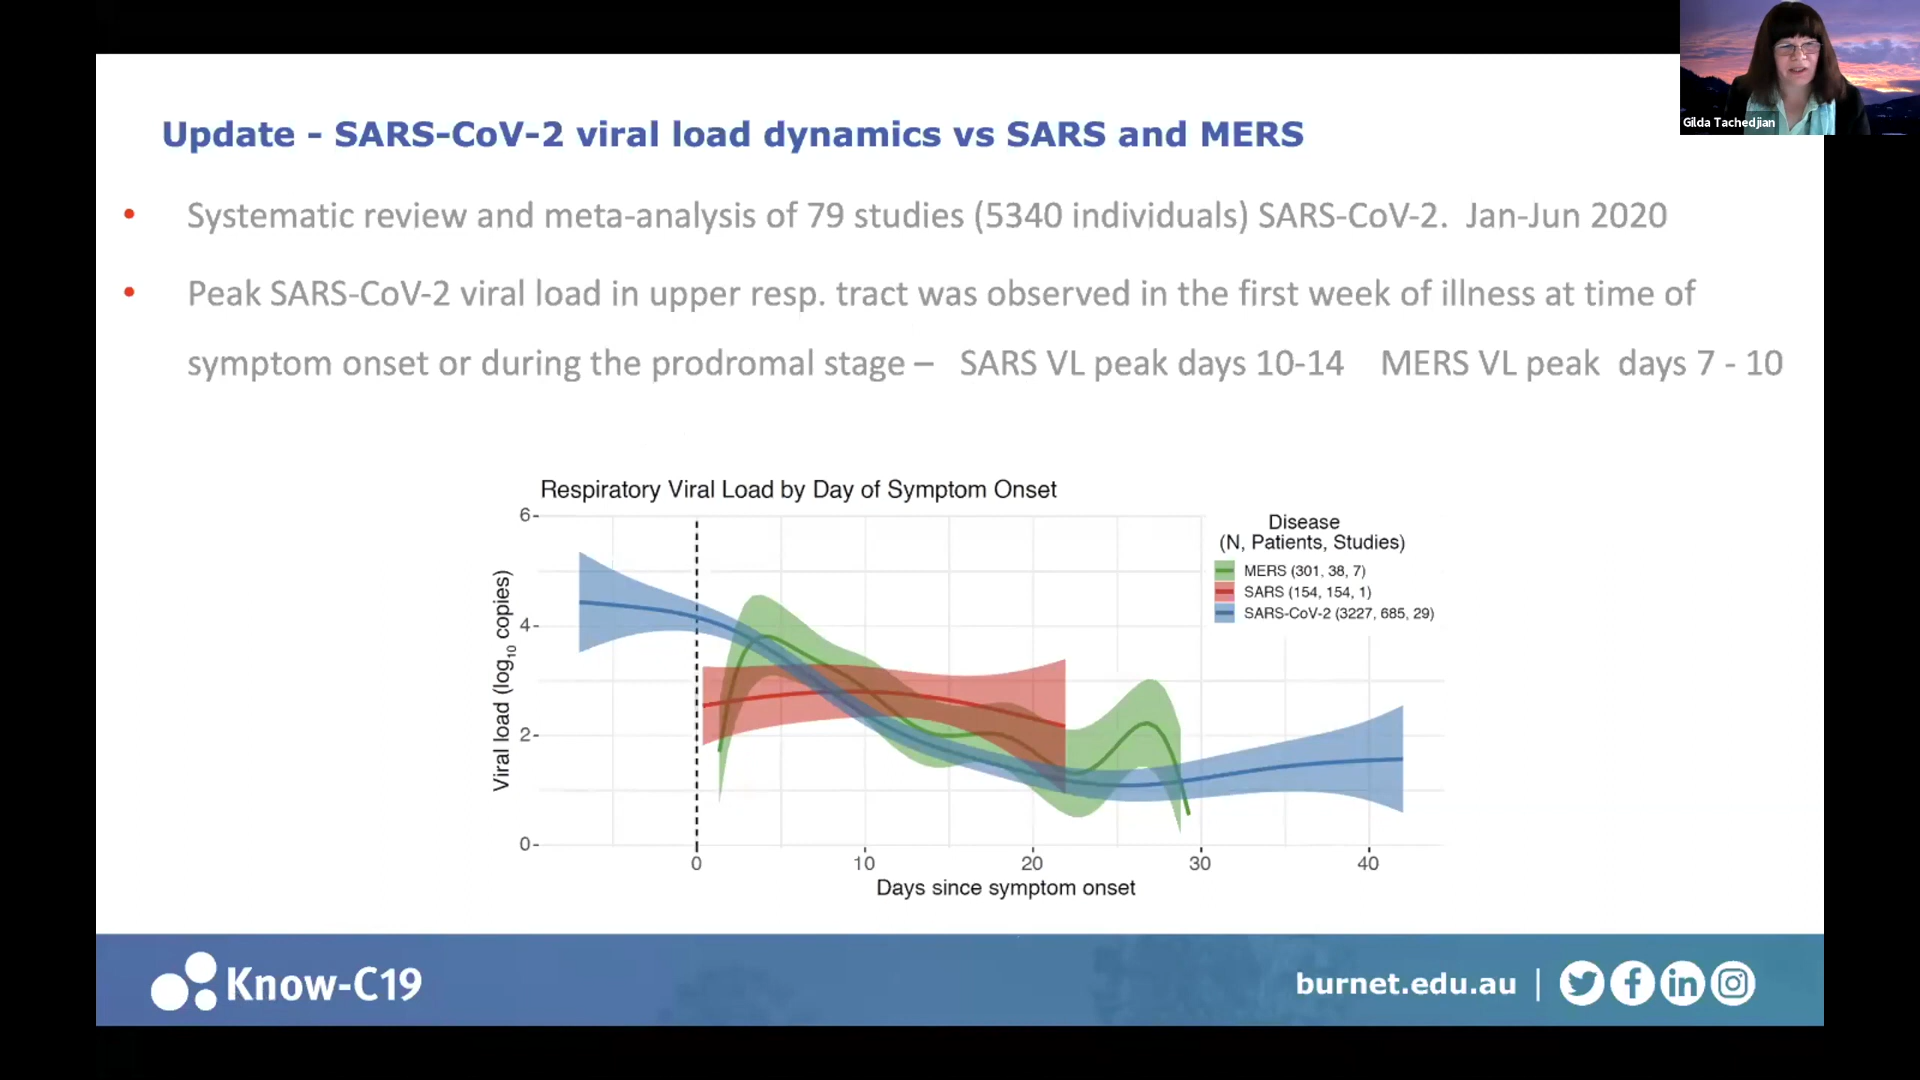 Gilda Tachedjian
Update - SARS-CoV-2 viral load dynamics vs SARS and MERS
• Systematic review and meta-analysis of 79 studies (5340 individuals) SARS-CoV-2. Jan-Jun 2020
• Peak SARS-CoV-2 viral load in upper resp. tract was observed in the first week of illness at time of
symptom onset or during the prodromal stage – SARS VL peak days 10-14 MERS VL peak days 7 - 10
Respiratory Viral Load by Day of Symptom Onset
Disease
(N, Patients, Studies)
MERS (301, 38, 7)
SARS (154, 154, 1)
SARS-CoV-2 (3227, 685, 29)
Viral load (log10 copies)
6
4
2
0
0 10 20 30 40
Days since symptom onset
Know-C19
burnet.edu.au |